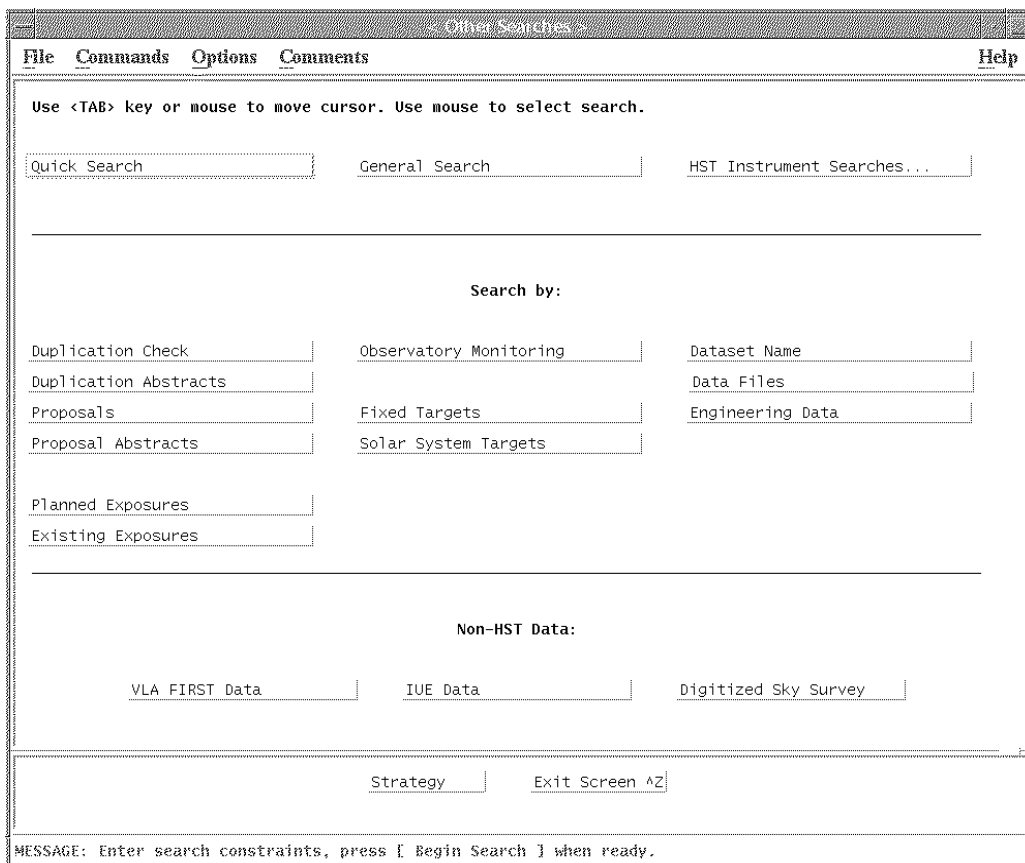 < Other Searches >
File Commands Options Comments Help
Use <TAB> key or mouse to move cursor. Use mouse to select search.
Quick Search General Search HST Instrument Searches...
Search by:
Duplication Check Observatory Monitoring Dataset Name
Duplication Abstracts Data Files
Proposals Fixed Targets Engineering Data
Proposal Abstracts Solar System Targets
Planned Exposures
Existing Exposures
Non-HST Data:
VLA FIRST Data IUE Data Digitized Sky Survey
Strategy Exit Screen ^Z
MESSAGE: Enter search constraints, press [ Begin Search ] when ready.